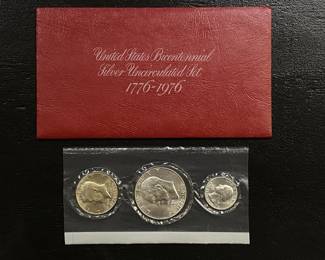 United States Bicentennial
Silver Uncirculated Set
1776-1976